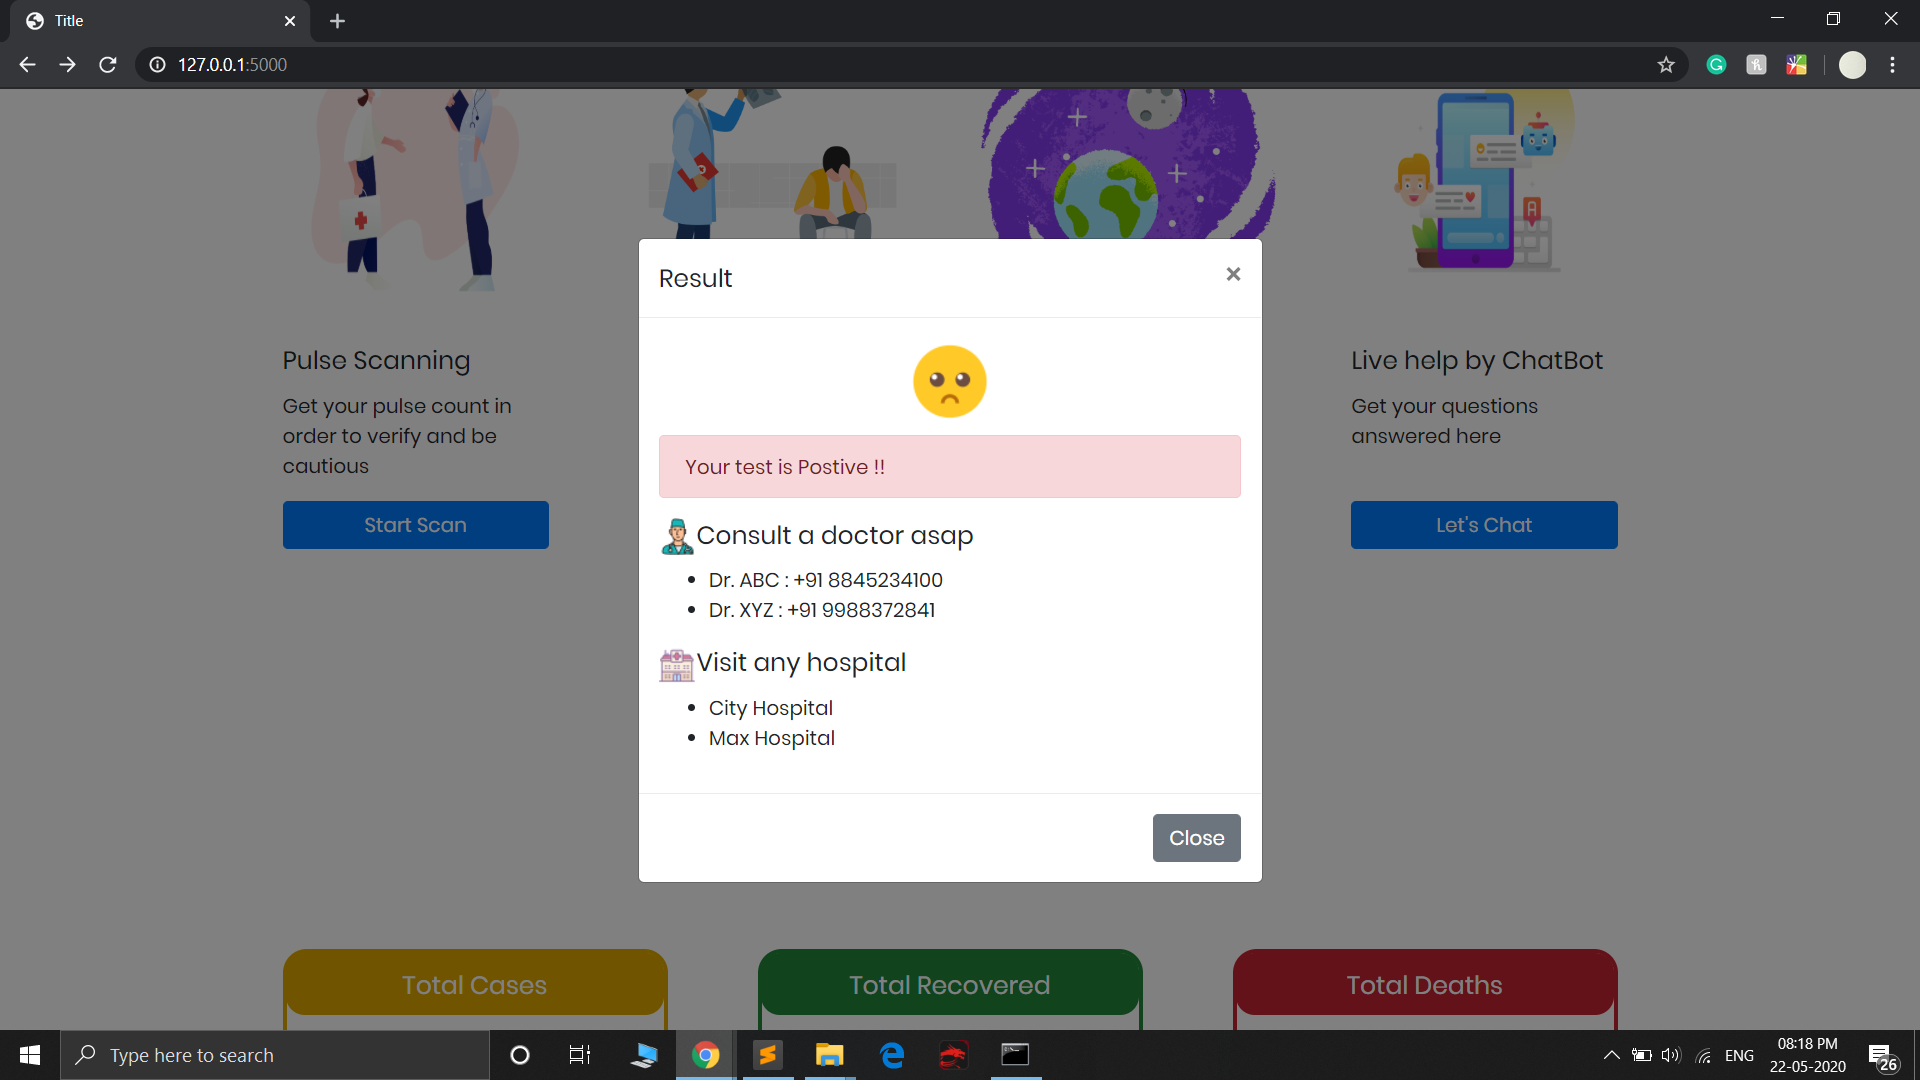 Title
127.0.0.1:5000
Result
×
Your test is Postive !!
Consult a doctor asap
Dr. ABC : +91 8845234100
Dr. XYZ : +91 9988372841
Visit any hospital
City Hospital
Max Hospital
Close
Pulse Scanning
Get your pulse count in
order to verify and be
cautious
Start Scan
Live help by ChatBot
Get your questions
answered here
Let's Chat
A
Total Cases
Total Recovered
Total Deaths
Type here to search
ENG
08:18 PM
22-05-2020
26